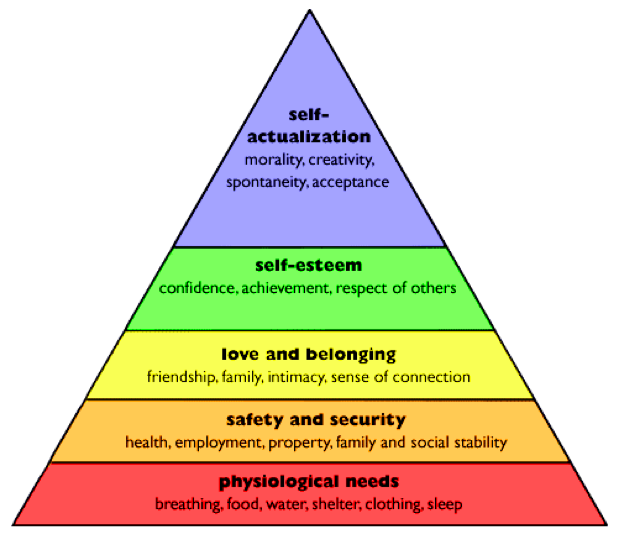 self-
actualization
morality, creativity,
spontaneity, acceptance
self-esteem
confidence, achievement, respect of others
love and belonging
friendship, family, intimacy, sense of connection
safety and security
health, employment, property, family and social stability
physiological needs
breathing, food, water, shelter, clothing, sleep